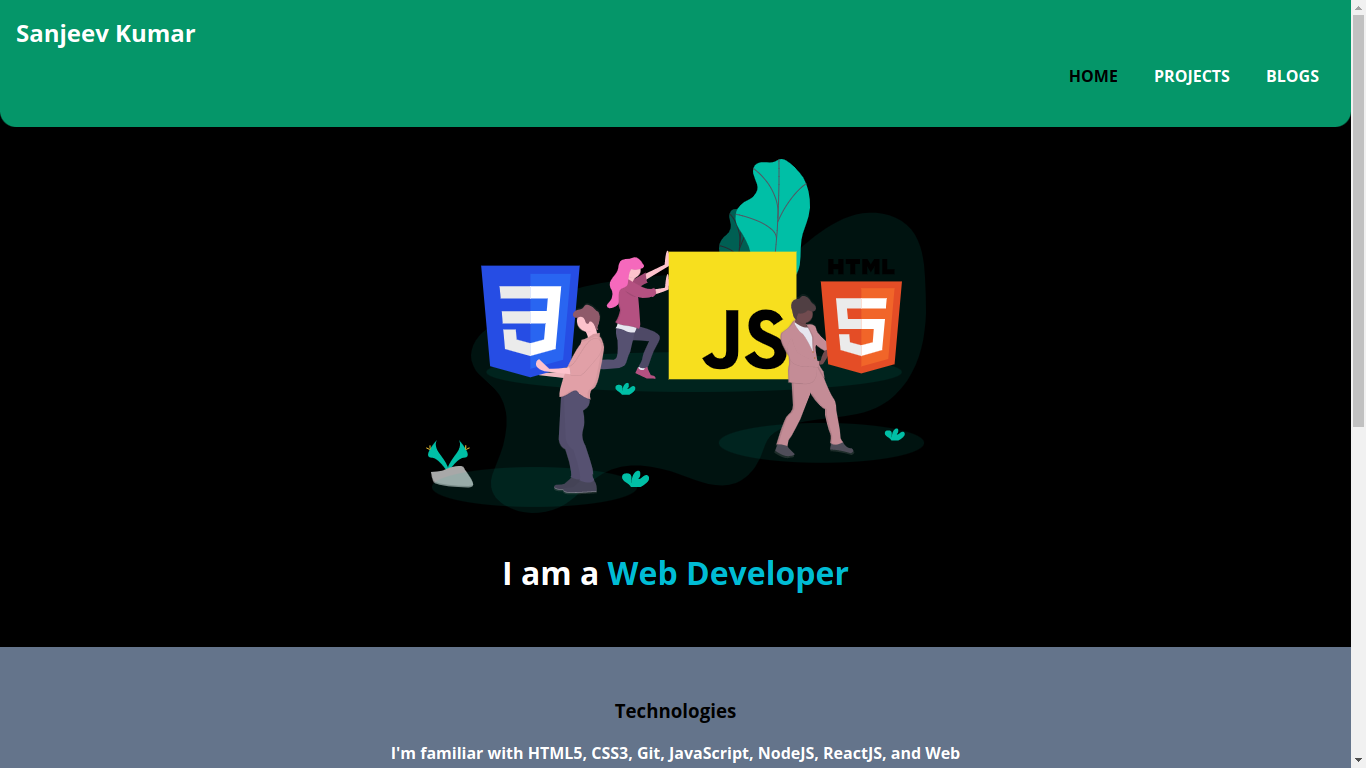 Sanjeev Kumar
HOME PROJECTS BLOGS
HTML
JS
I am a Web Developer
Technologies
I'm familiar with HTML5, CSS3, Git, JavaScript, NodeJS, ReactJS, and Web